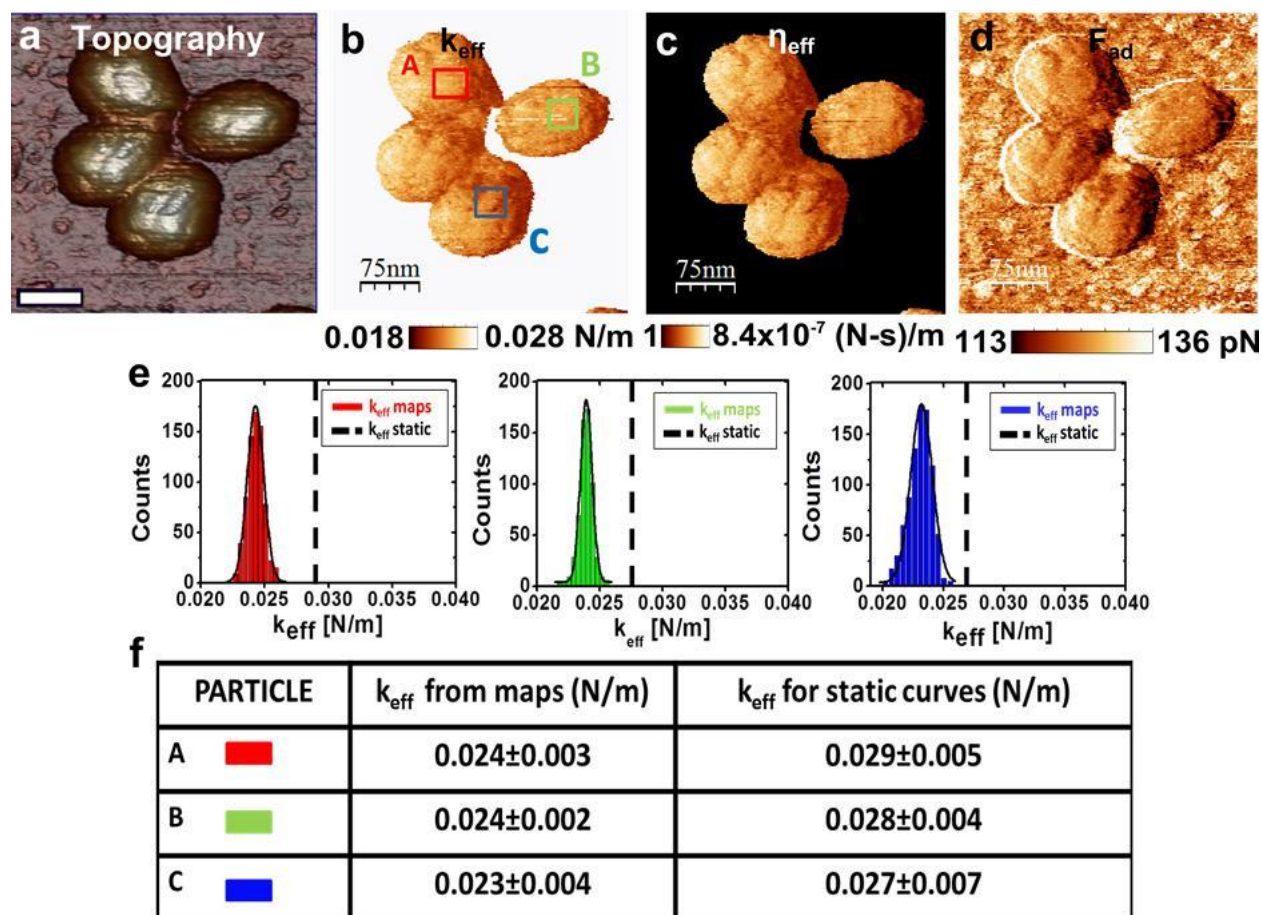 a Topography
b k_eff
c η_eff
d F_ad
A
B
C
75nm
75nm
75nm
0.018 0.028 N/m
1 8.4x10⁻⁷ (N-s)/m
113 136 pN
e
200
150
100
50
0
Counts
k_eff maps
k_eff static
0.020 0.025 0.030 0.035 0.040
k_eff [N/m]
200
150
100
50
0
Counts
k_eff maps
k_eff static
0.020 0.025 0.030 0.035 0.040
k_eff [N/m]
200
150
100
50
0
Counts
k_eff maps
k_eff static
0.020 0.025 0.030 0.035 0.040
k_eff [N/m]
f
PARTICLE k_eff from maps (N/m) k_eff for static curves (N/m)
A 0.024±0.003 0.029±0.005
B 0.024±0.002 0.028±0.004
C 0.023±0.004 0.027±0.007